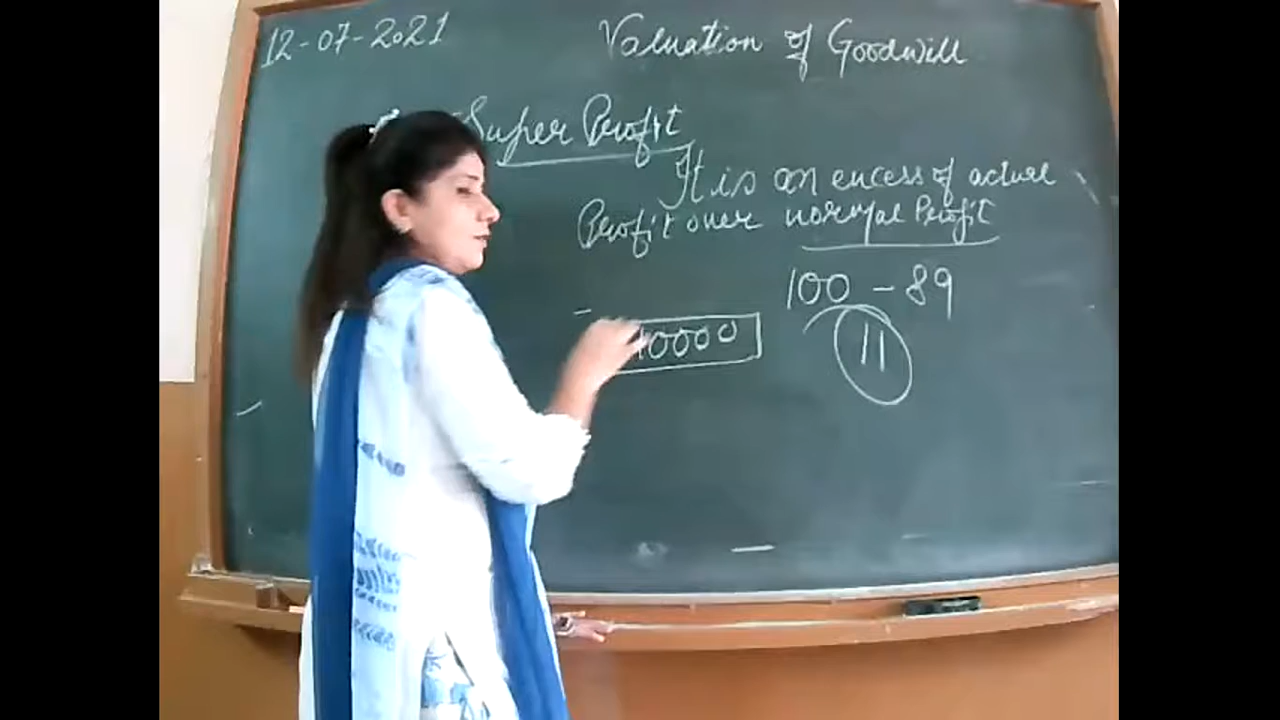 12-07-2021
Valuation of Goodwill
Super Profit
It is an excess of actual
Profit over normal Profit
100 - 89
11